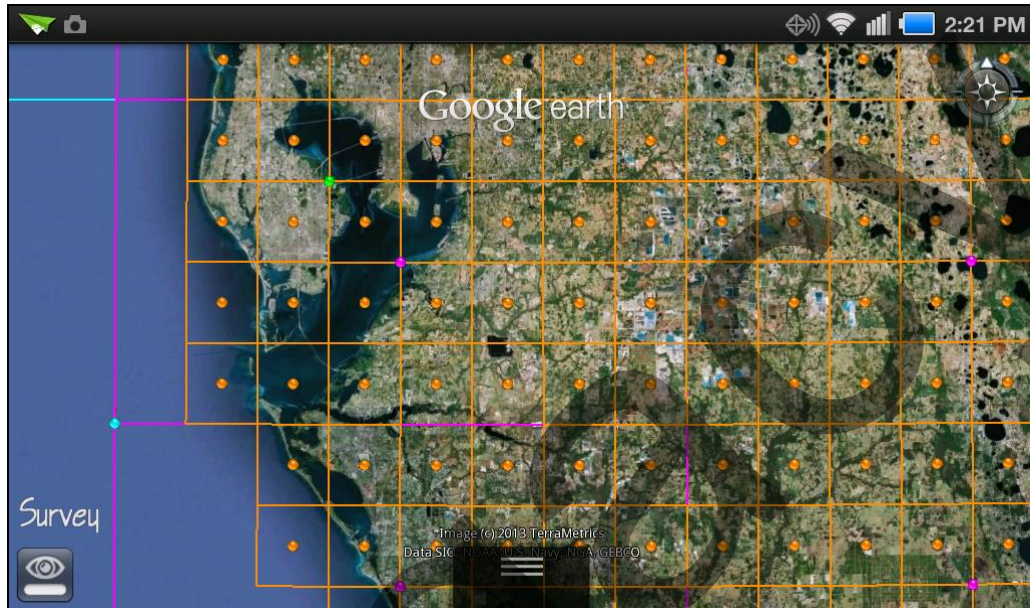 2:21 PM
Google earth
Survey
Image (c) 2013 TerraMetrics
Data SIO, NOAA, U.S. Navy, NGA, GEBCO